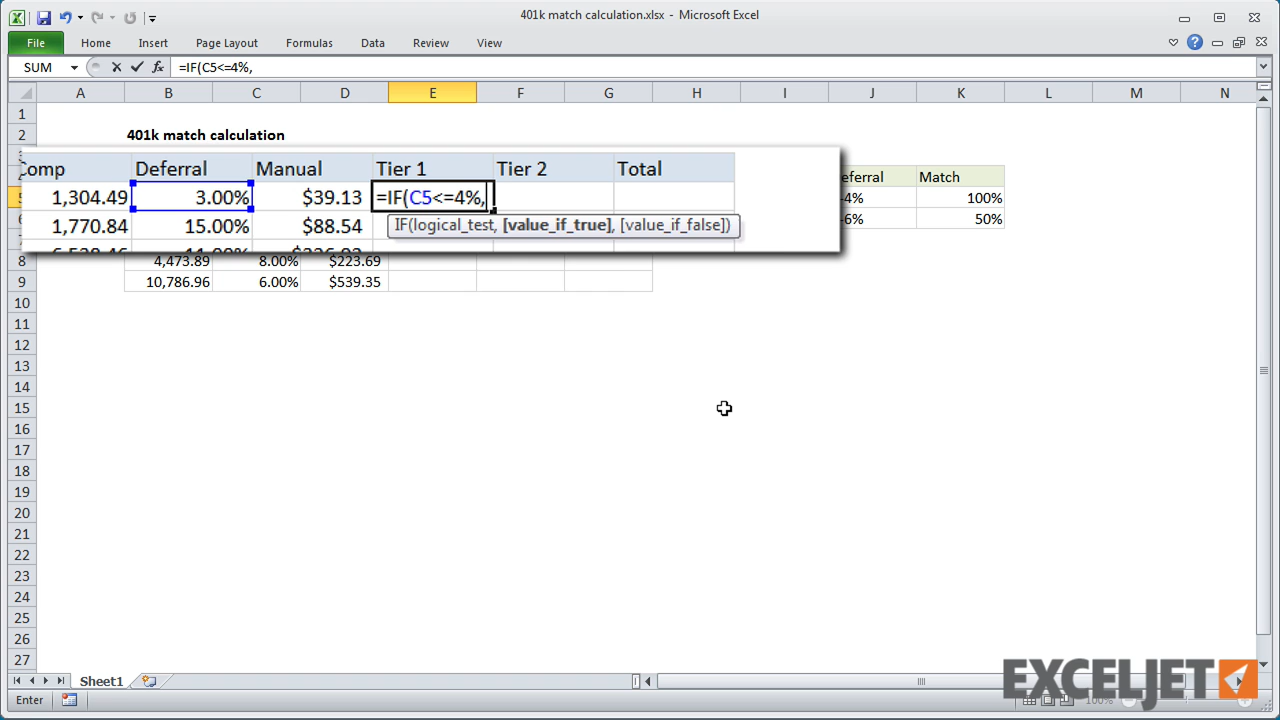 401k match calculation.xlsx - Microsoft Excel
File Home Insert Page Layout Formulas Data Review View
SUM =IF(C5<=4%,
A B C D E F G H I J K L M N
1
2 401k match calculation
Comp Deferral Manual Tier 1 Tier 2 Total Match
1,304.49 3.00% $39.13 =IF(C5<=4%, 100%
IF(logical_test, [value_if_true], [value_if_false])
1,770.84 15.00% $88.54 50%
8 4,473.89 8.00% $223.69
9 10,786.96 6.00% $539.35
10
11
12
13
14
15
16
17
18
19
20
21
22
23
24
25
26
27
Sheet1
Enter 100%
EXCELJET